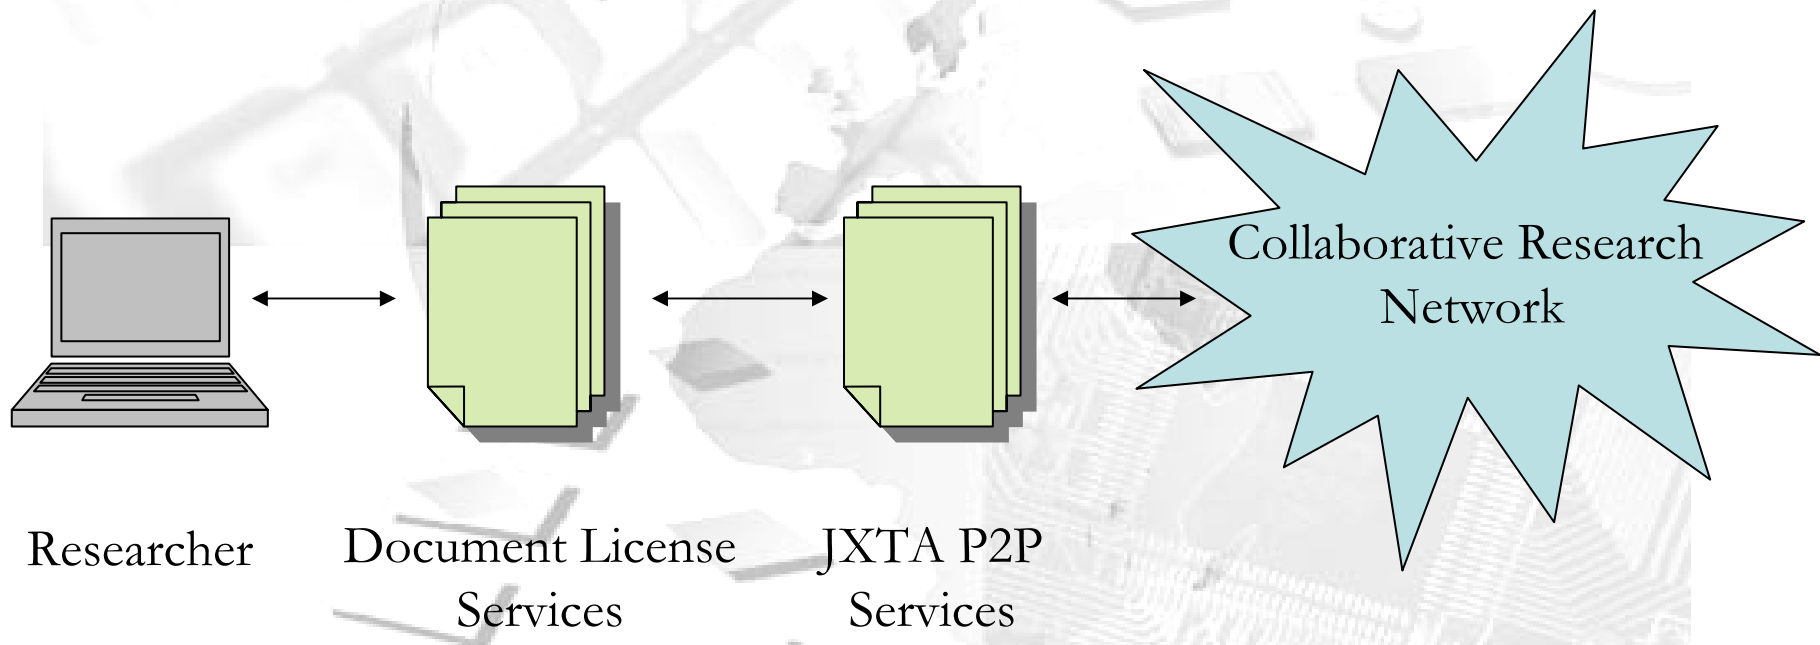 Collaborative Research
Network
Researcher
Document License
Services
JXTA P2P
Services